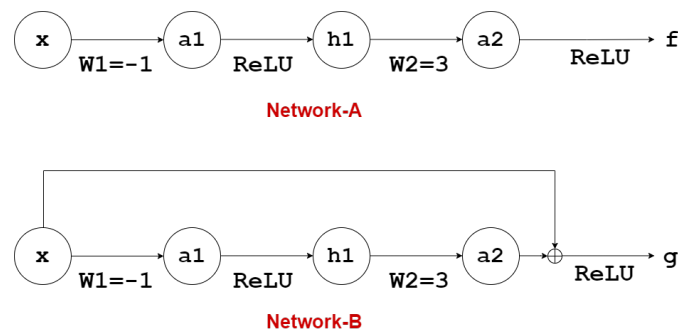 x a1 h1 a2 f
W1=-1 ReLU W2=3 ReLU
Network-A
x a1 h1 a2 g
W1=-1 ReLU W2=3 ReLU
Network-B